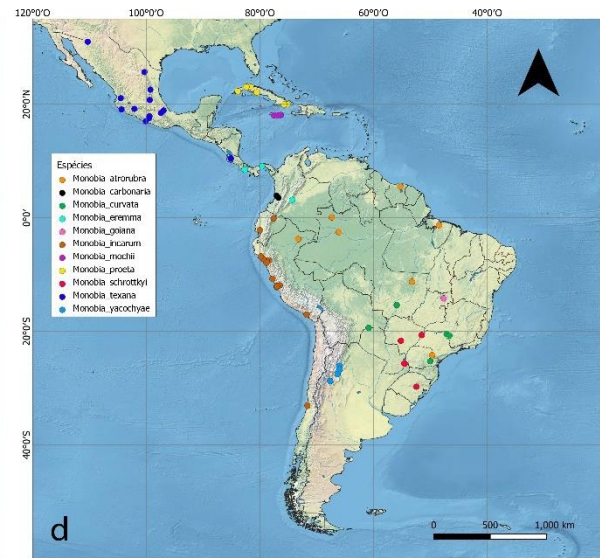 120°0'W 100°0'W 80°0'W 60°0'W 40°0'W
20°0'N
0°0'
20°0'S
40°0'S
Espécies
Monobia_atrorubra
Monobia_carbonaria
Monobia_curvata
Monobia_eremma
Monobia_goiana
Monobia_incarum
Monobia_mochii
Monobia_proeta
Monobia_schrottkyi
Monobia_texana
Monobia_yacochyae
d
0 500 1,000 km